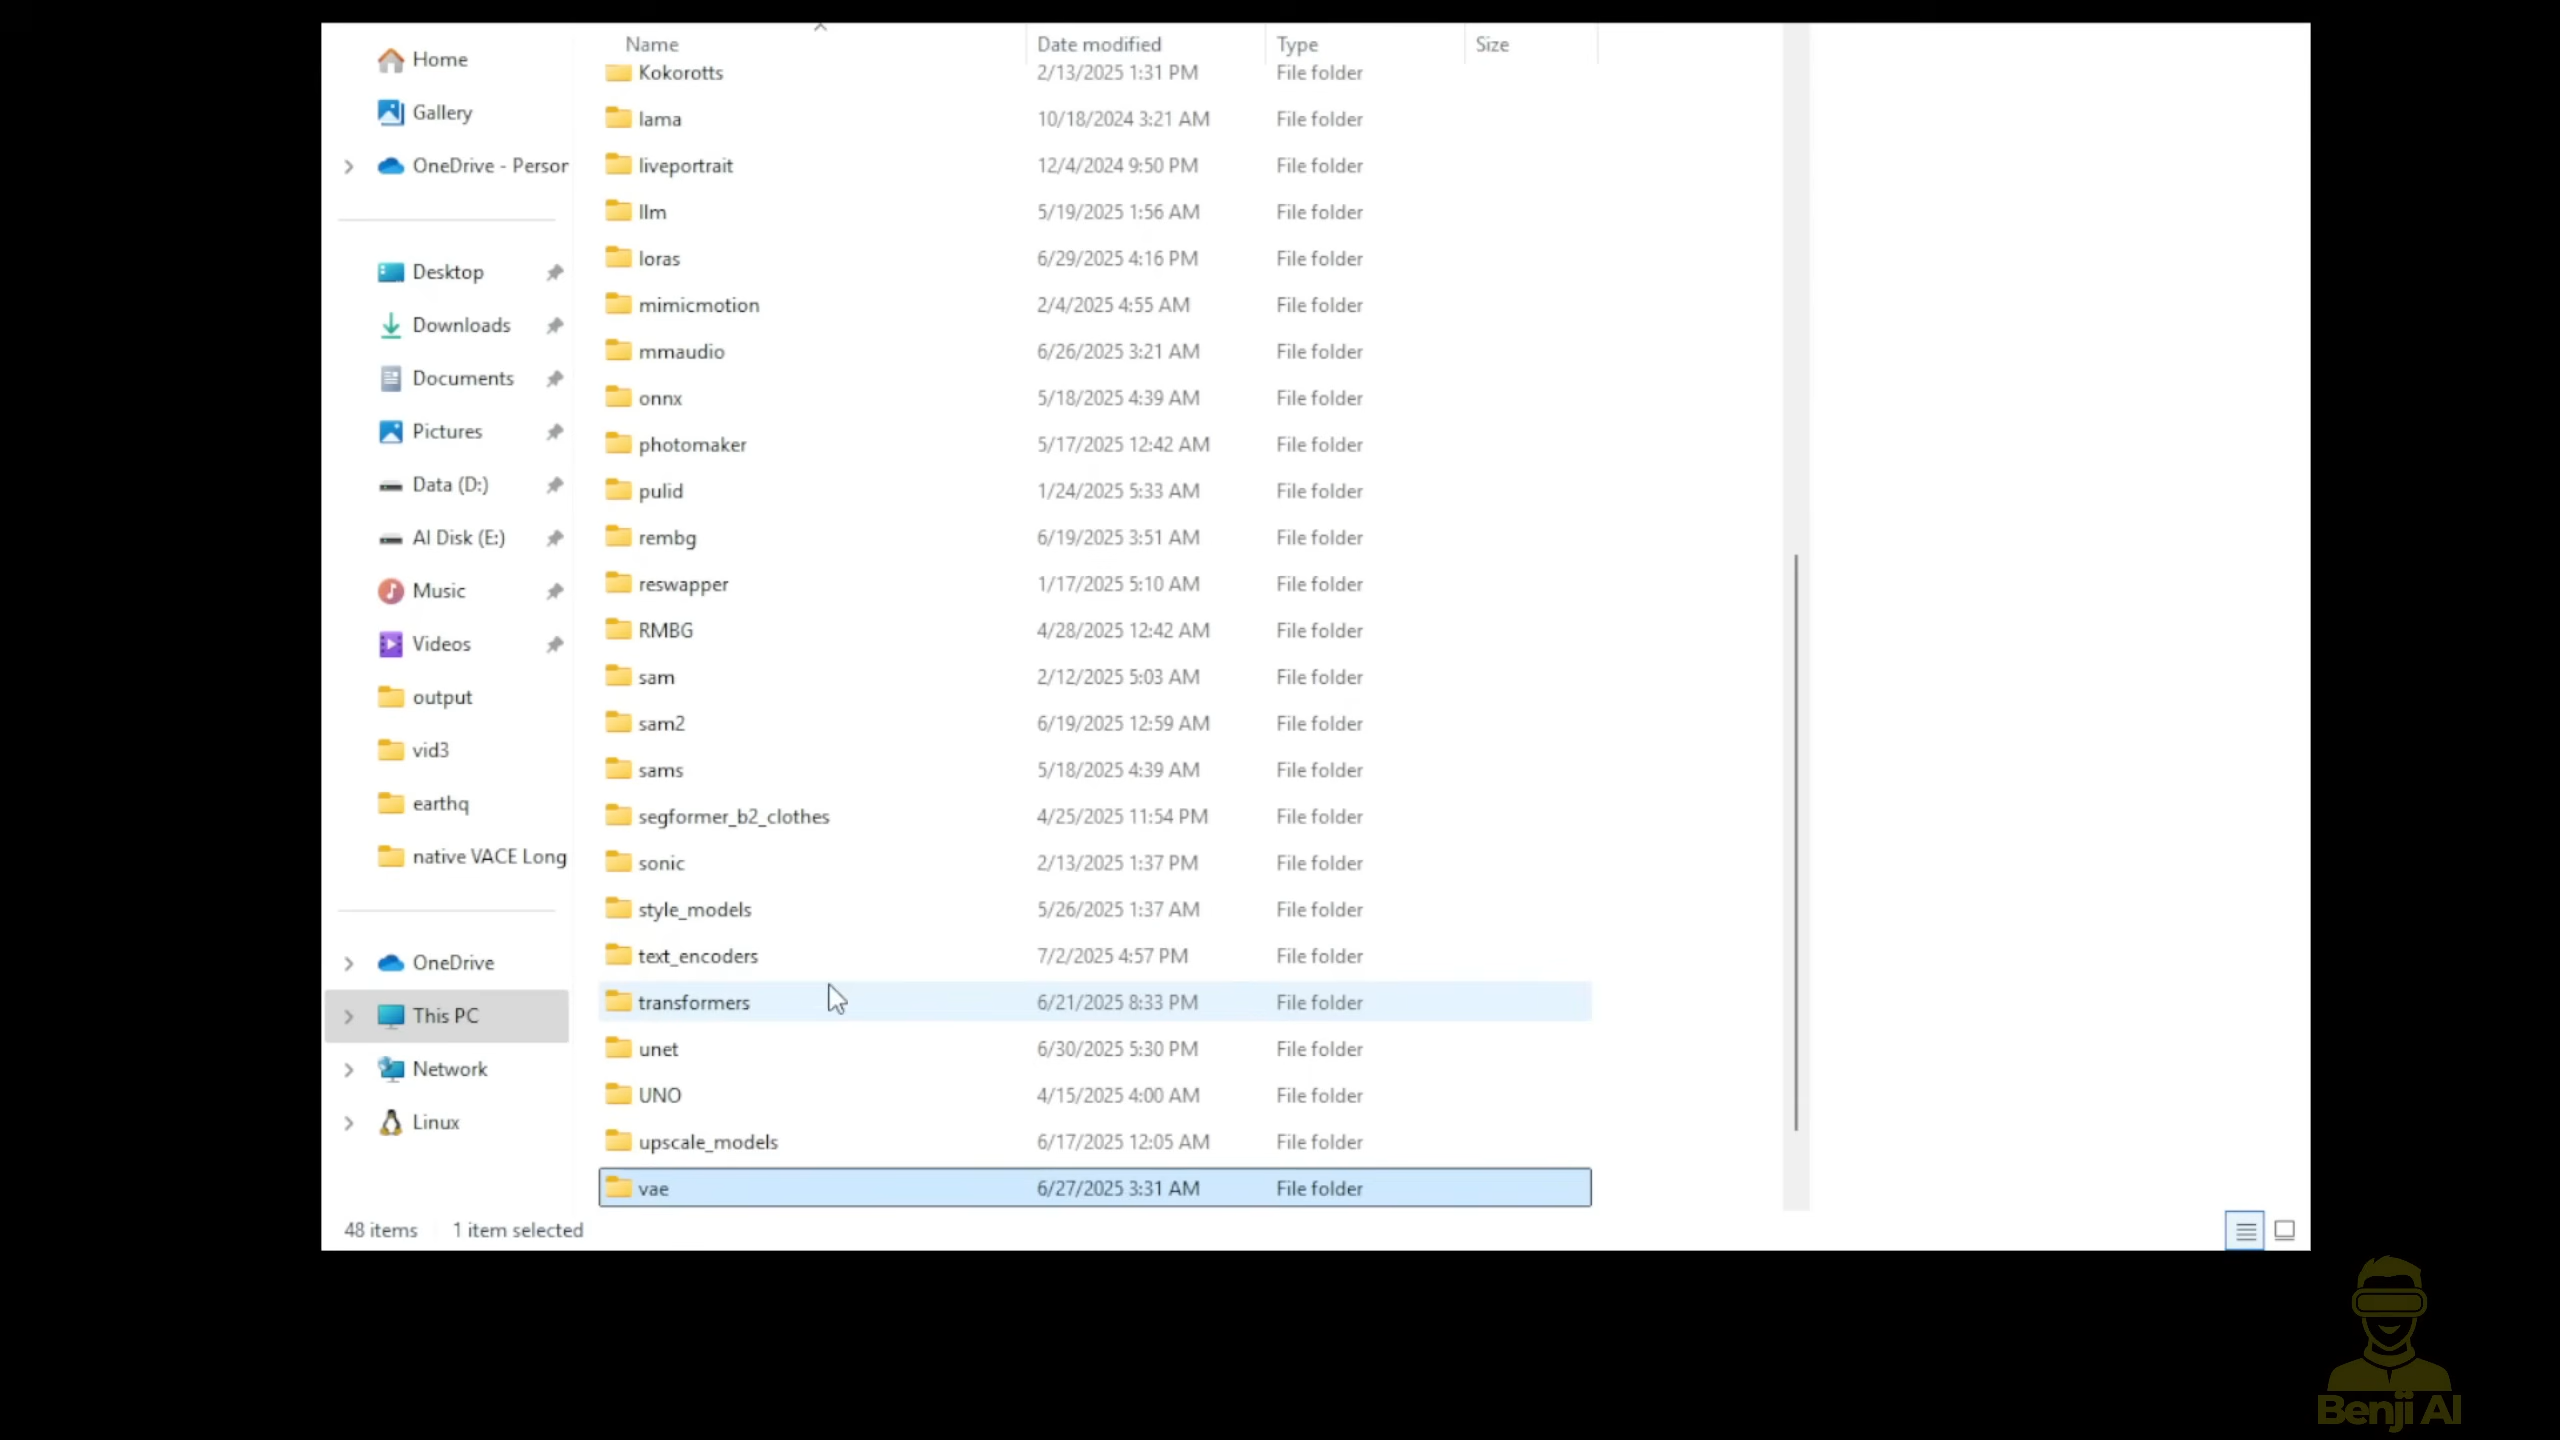 Home
Gallery
OneDrive - Person
Desktop
Downloads
Documents
Pictures
Data (D:)
AI Disk (E:)
Music
Videos
output
vid3
earthq
native VACE Long
OneDrive
This PC
Network
Linux
Name Date modified Type Size
Kokorotts 2/13/2025 1:31 PM File folder
lama 10/18/2024 3:21 AM File folder
liveportrait 12/4/2024 9:50 PM File folder
llm 5/19/2025 1:56 AM File folder
loras 6/29/2025 4:16 PM File folder
mimicmotion 2/4/2025 4:55 AM File folder
mmaudio 6/26/2025 3:21 AM File folder
onnx 5/18/2025 4:39 AM File folder
photomaker 5/17/2025 12:42 AM File folder
pulid 1/24/2025 5:33 AM File folder
rembg 6/19/2025 3:51 AM File folder
reswapper 1/17/2025 5:10 AM File folder
RMBG 4/28/2025 12:42 AM File folder
sam 2/12/2025 5:03 AM File folder
sam2 6/19/2025 12:59 AM File folder
sams 5/18/2025 4:39 AM File folder
segformer_b2_clothes 4/25/2025 11:54 PM File folder
sonic 2/13/2025 1:37 PM File folder
style_models 5/26/2025 1:37 AM File folder
text_encoders 7/2/2025 4:57 PM File folder
transformers 6/21/2025 8:33 PM File folder
unet 6/30/2025 5:30 PM File folder
UNO 4/15/2025 4:00 AM File folder
upscale_models 6/17/2025 12:05 AM File folder
vae 6/27/2025 3:31 AM File folder
48 items 1 item selected
Benji AI